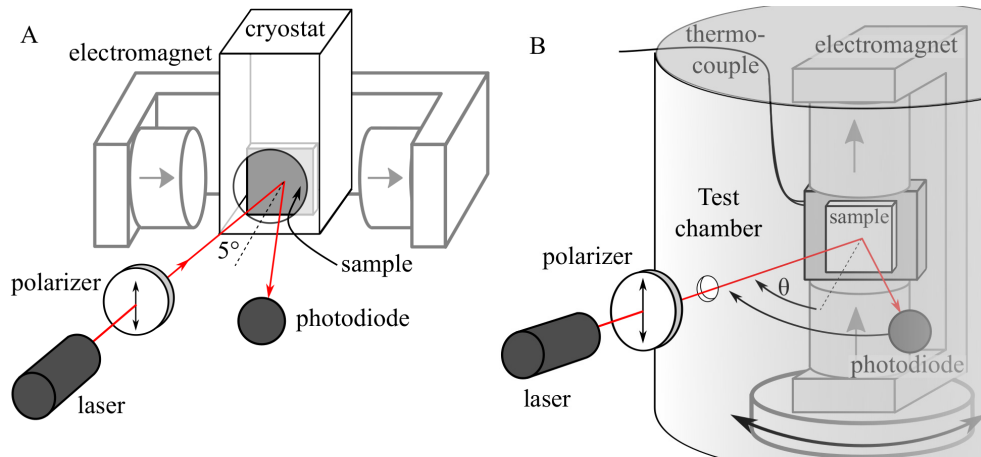 A
cryostat
electromagnet
5°
sample
polarizer
photodiode
laser
B
thermo-
couple
electromagnet
Test
chamber
sample
polarizer
θ
photodiode
laser